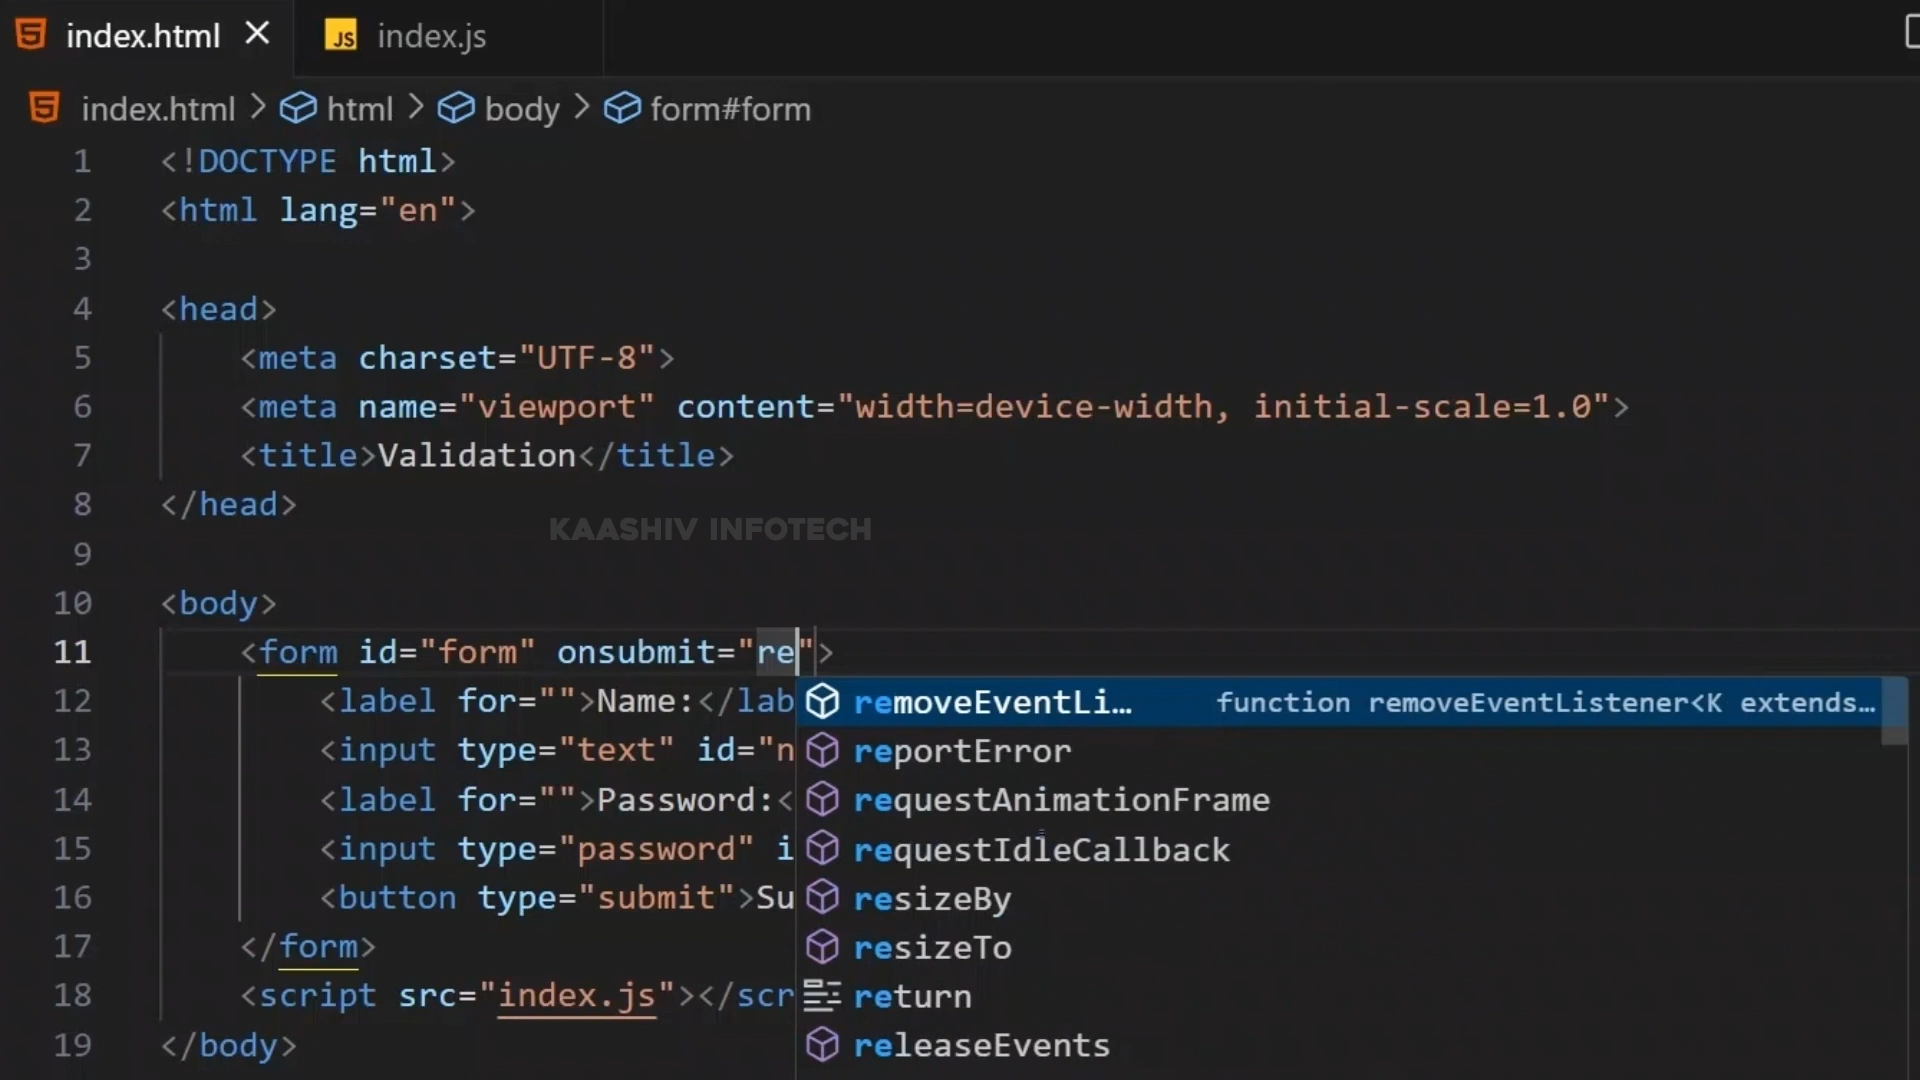 index.html
JS index.js
index.html > html > body > form#form
1 <!DOCTYPE html>
2 <html lang="en">
3
4 <head>
5 <meta charset="UTF-8">
6 <meta name="viewport" content="width=device-width, initial-scale=1.0">
7 <title>Validation</title>
8 </head>
KAASHIV INFOTECH
9
10 <body>
11 <form id="form" onsubmit="re">
12 <label for="">Name:</lab
removeEventLi… function removeEventListener<K extends…
13 <input type="text" id="n
reportError
14 <label for="">Password:<
requestAnimationFrame
15 <input type="password" i
requestIdleCallback
16 <button type="submit">Su
resizeBy
17 </form>
resizeTo
18 <script src="index.js"></scr
return
19 </body>
releaseEvents